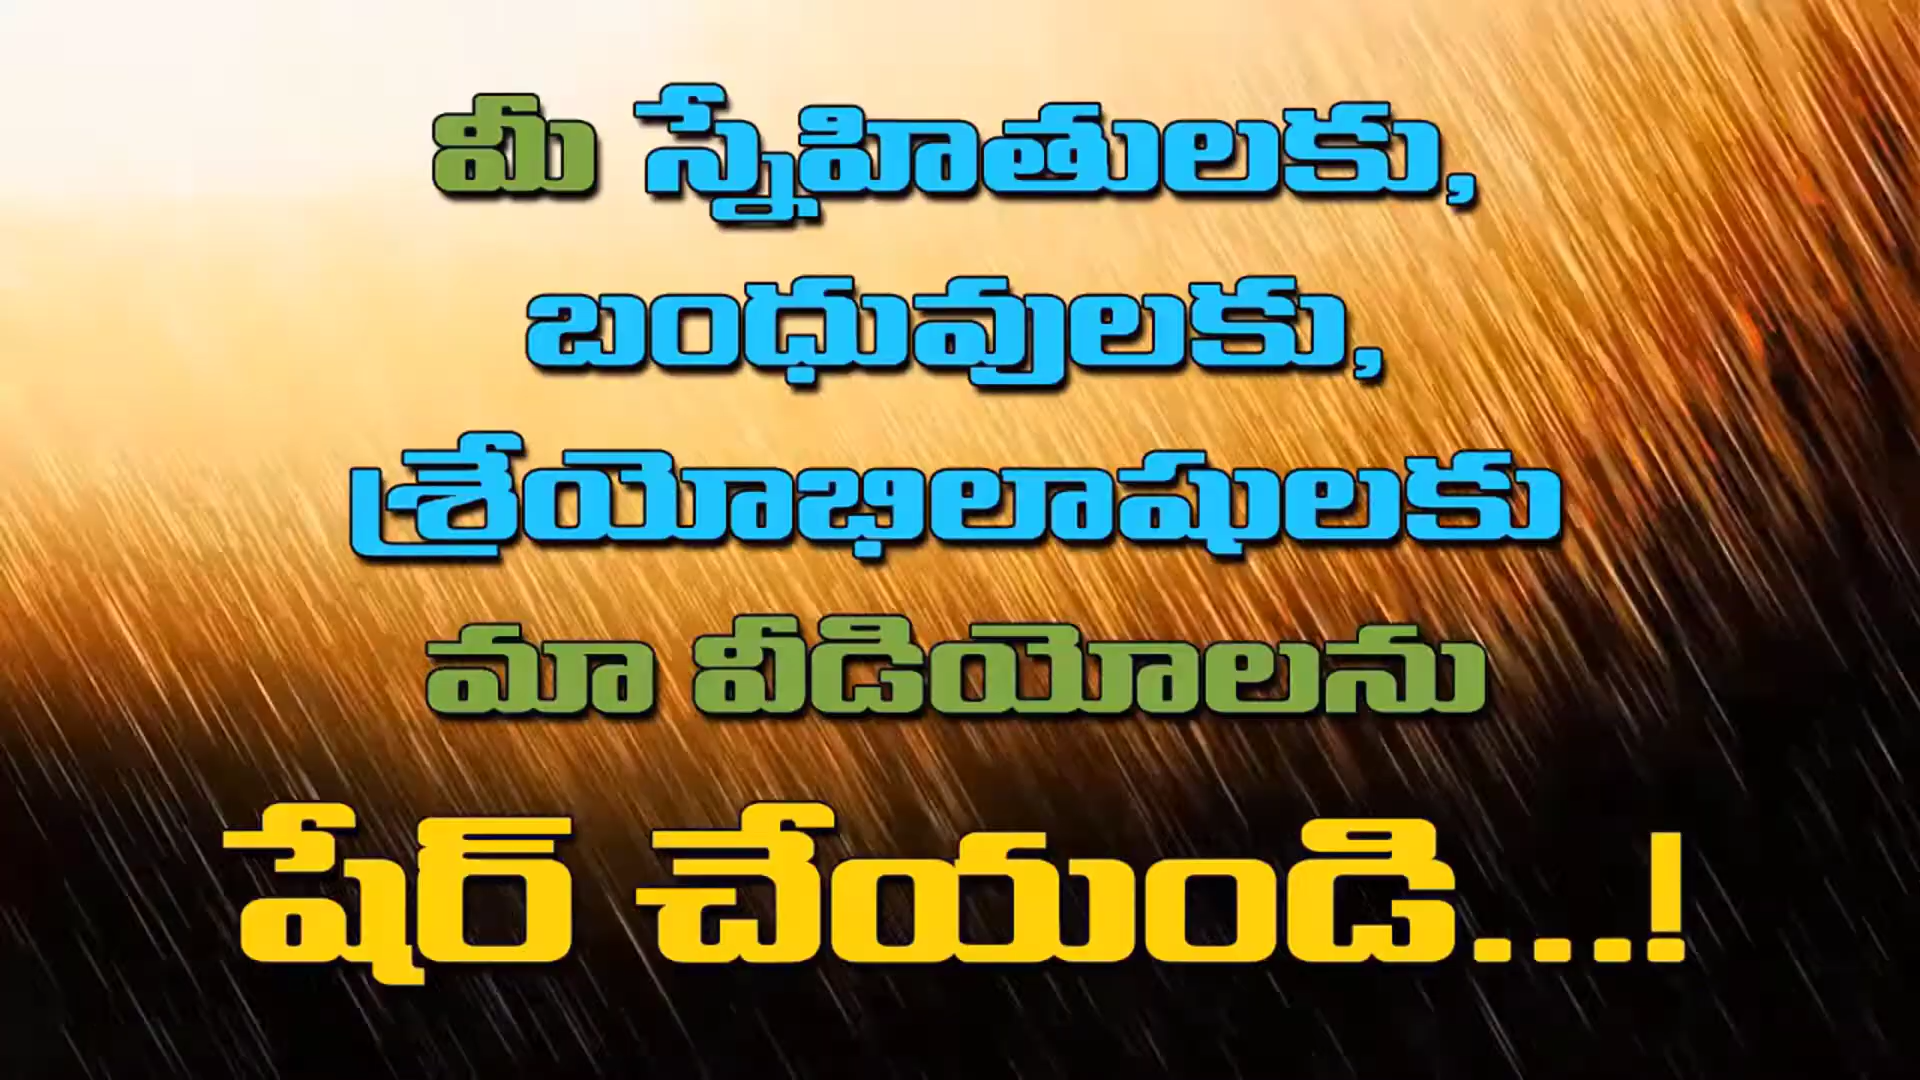 మీ స్నేహితులకు,
బంధువులకు,
శ్రేయోభిలాషులకు
మా వీడియోలను
షేర్ చేయండి...!